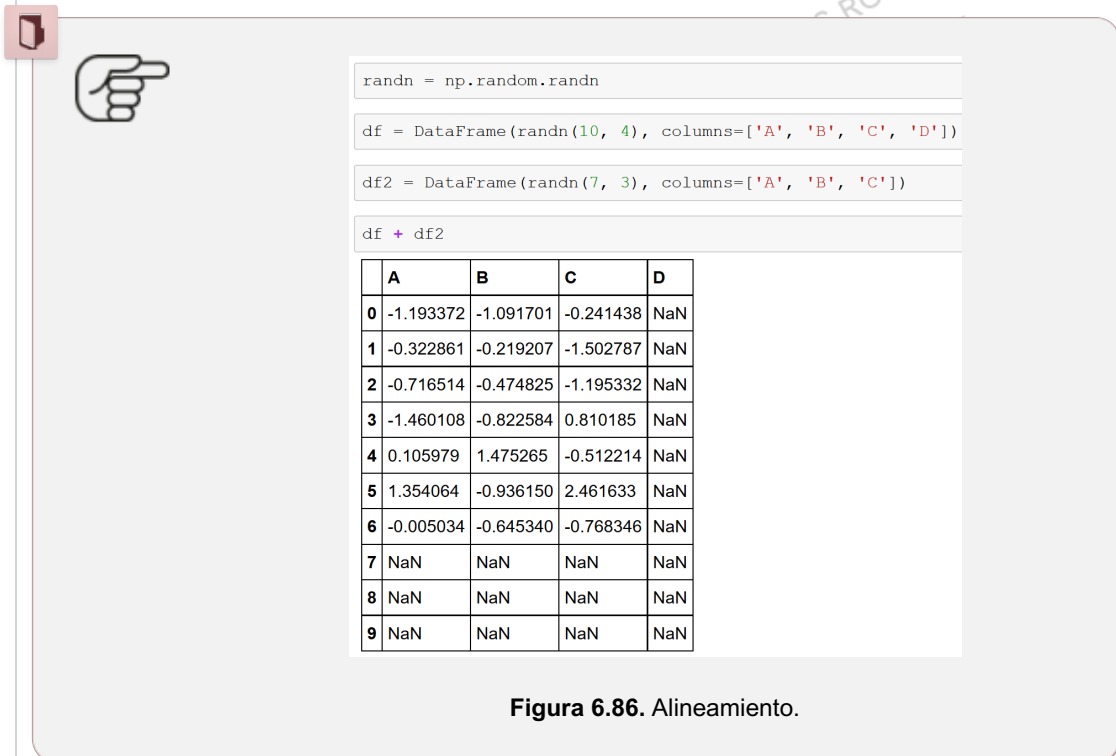 randn = np.random.randn
df = DataFrame(randn(10, 4), columns=['A', 'B', 'C', 'D'])
df2 = DataFrame(randn(7, 3), columns=['A', 'B', 'C'])
df + df2
A B C D
0 -1.193372 -1.091701 -0.241438 NaN
1 -0.322861 -0.219207 -1.502787 NaN
2 -0.716514 -0.474825 -1.195332 NaN
3 -1.460108 -0.822584 0.810185 NaN
4 0.105979 1.475265 -0.512214 NaN
5 1.354064 -0.936150 2.461633 NaN
6 -0.005034 -0.645340 -0.768346 NaN
7 NaN NaN NaN NaN
8 NaN NaN NaN NaN
9 NaN NaN NaN NaN
Figura 6.86. Alineamiento.